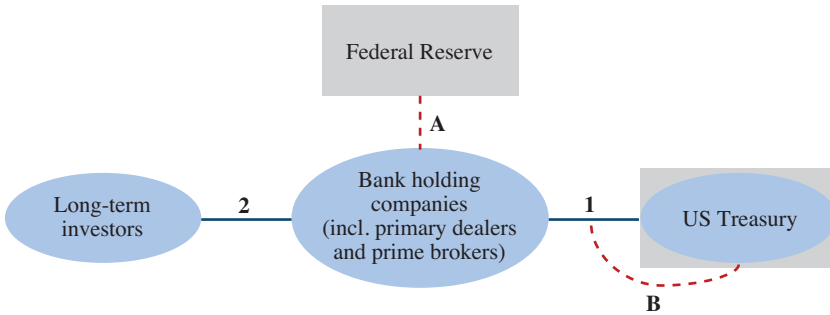 Federal Reserve
A
Long-term
investors
2
Bank holding
companies
(incl. primary dealers
and prime brokers)
1
US Treasury
B